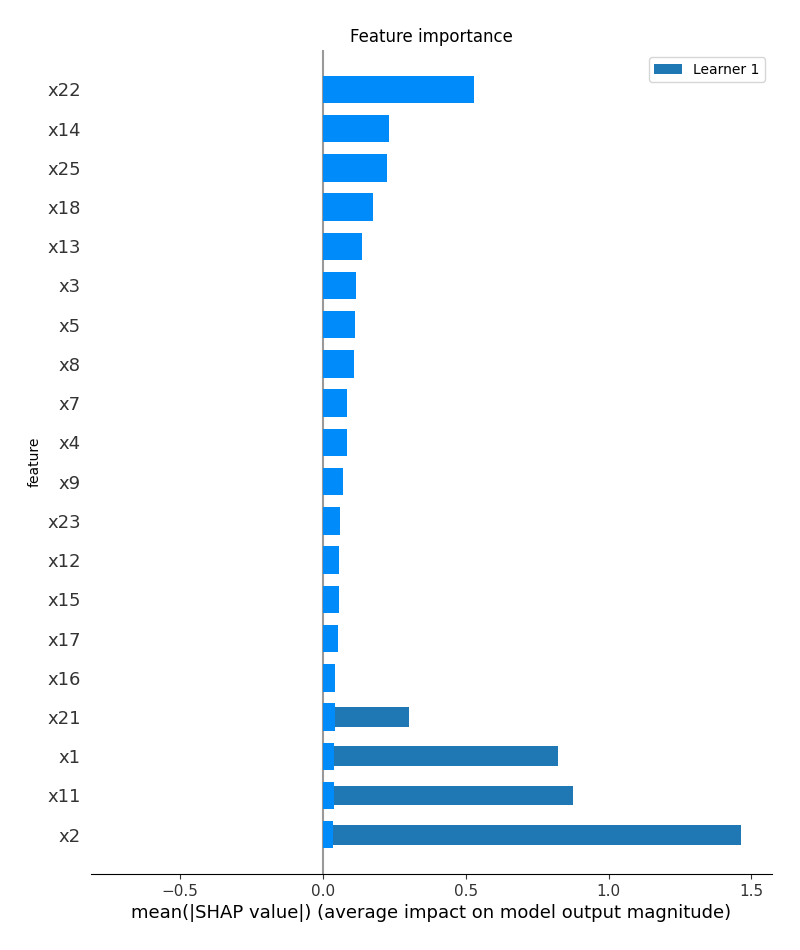 Feature importance
Learner 1
x22
x14
x25
x18
x13
x3
x5
x8
x7
x4
x9
x23
x12
x15
x17
x16
x21
x1
x11
x2
feature
−0.5 0.0 0.5 1.0 1.5
mean(|SHAP value|) (average impact on model output magnitude)